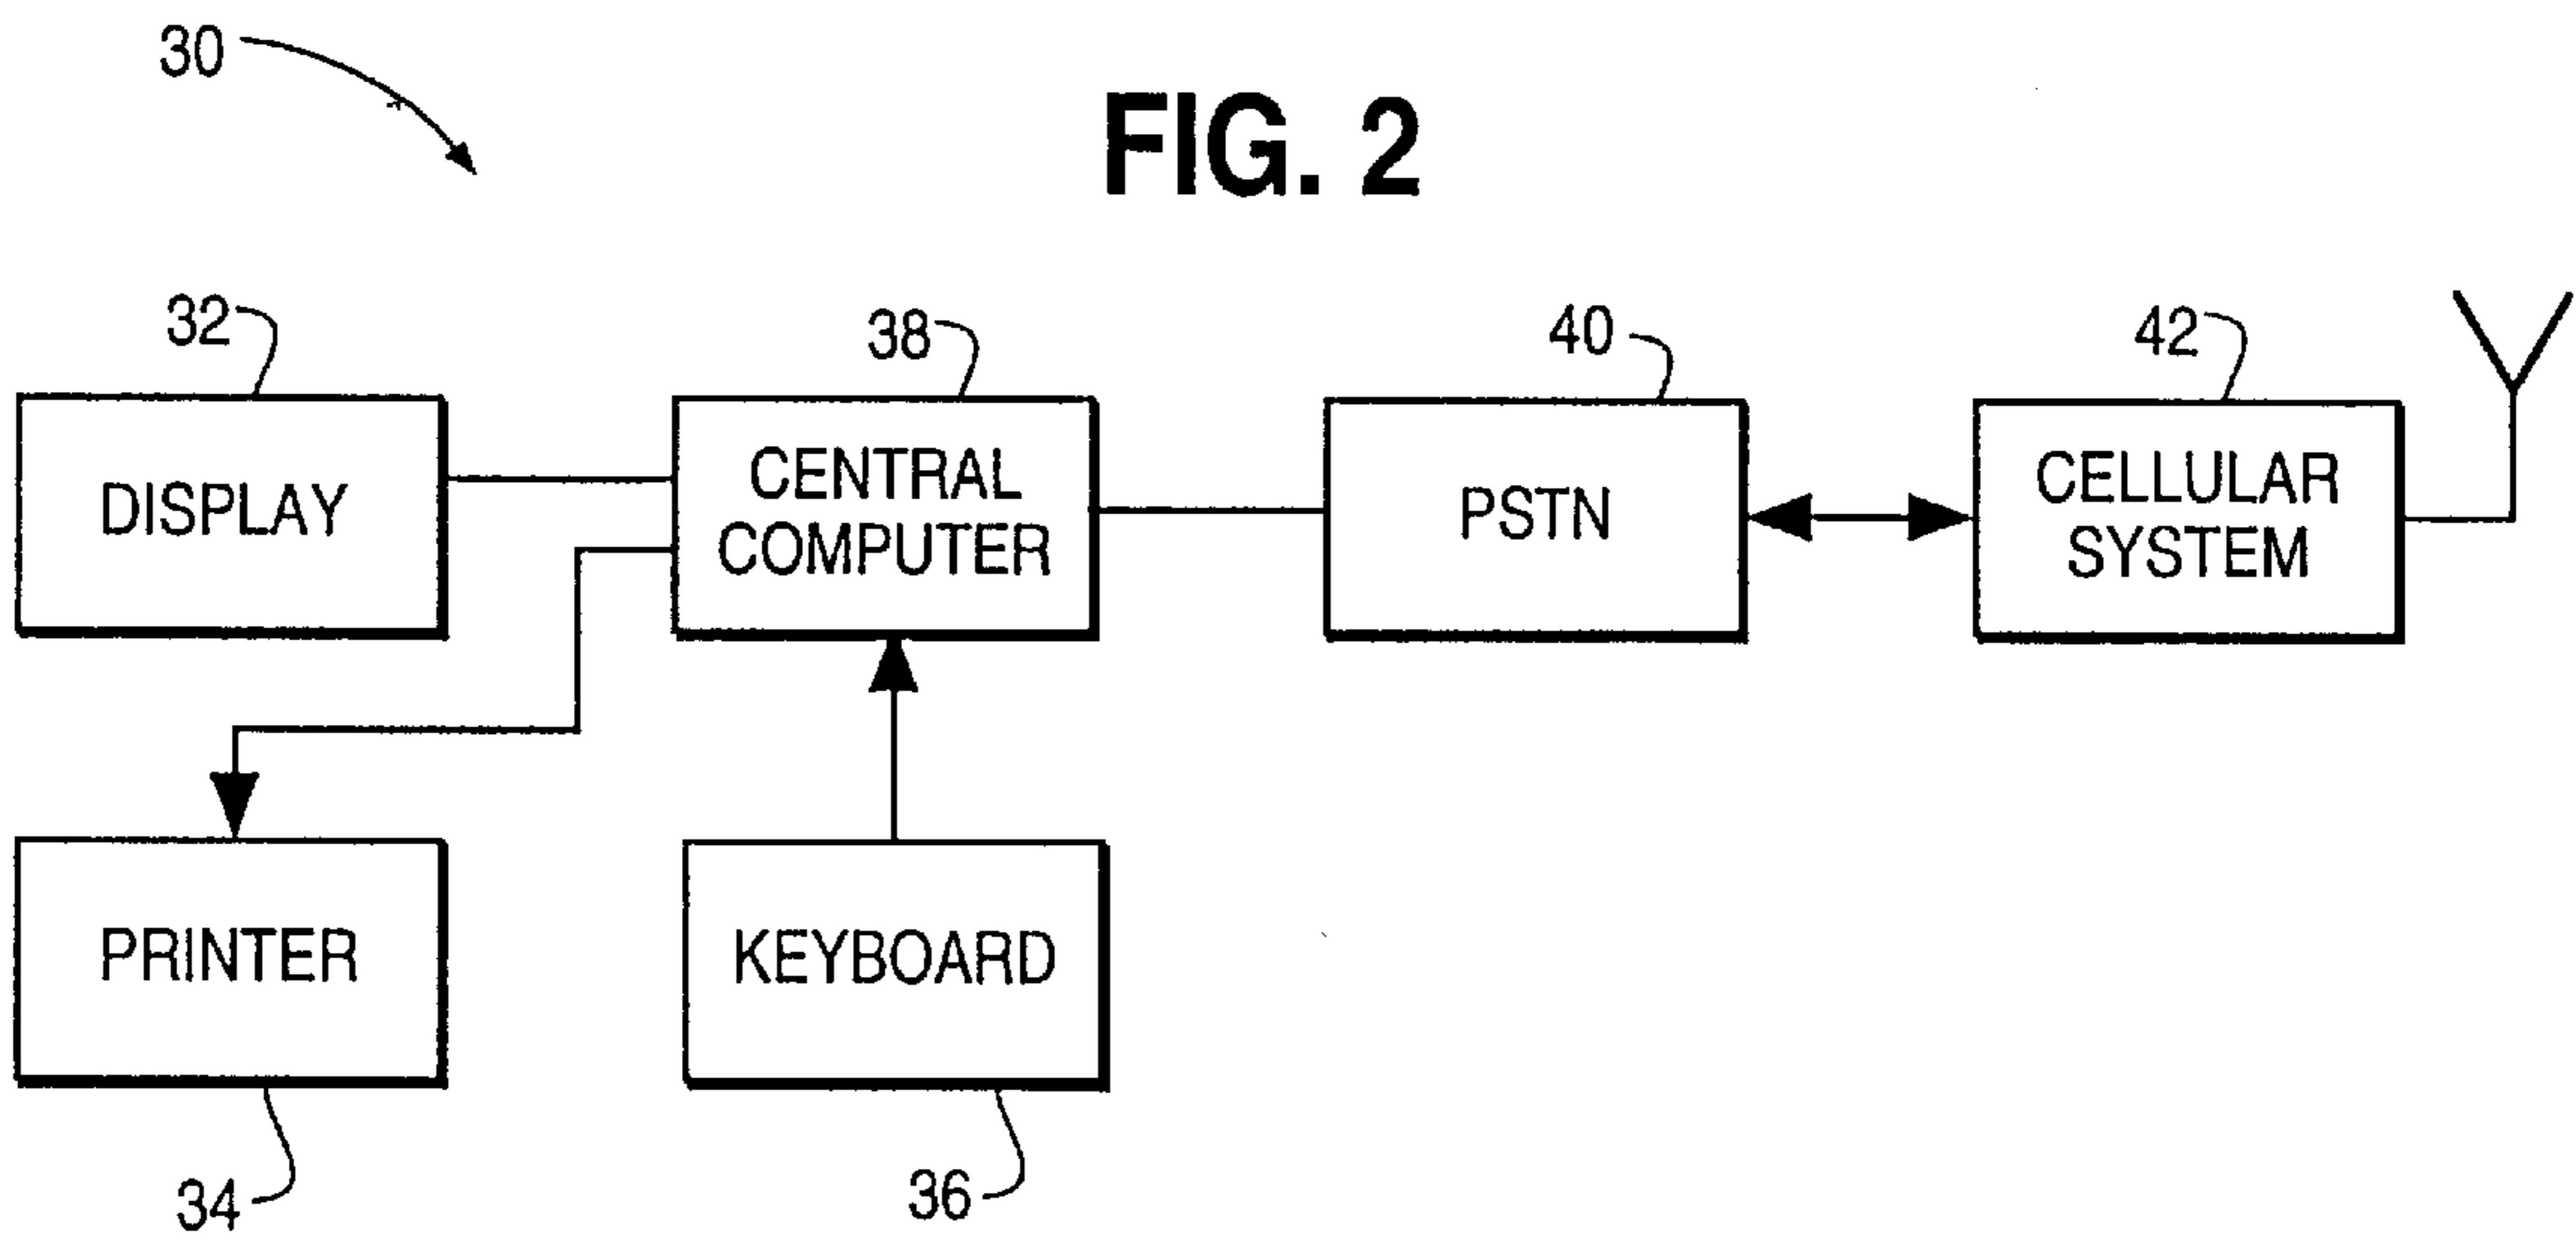 30
FIG. 2
32
38
40
42
DISPLAY
CENTRAL
COMPUTER
PSTN
CELLULAR
SYSTEM
PRINTER
KEYBOARD
34
36